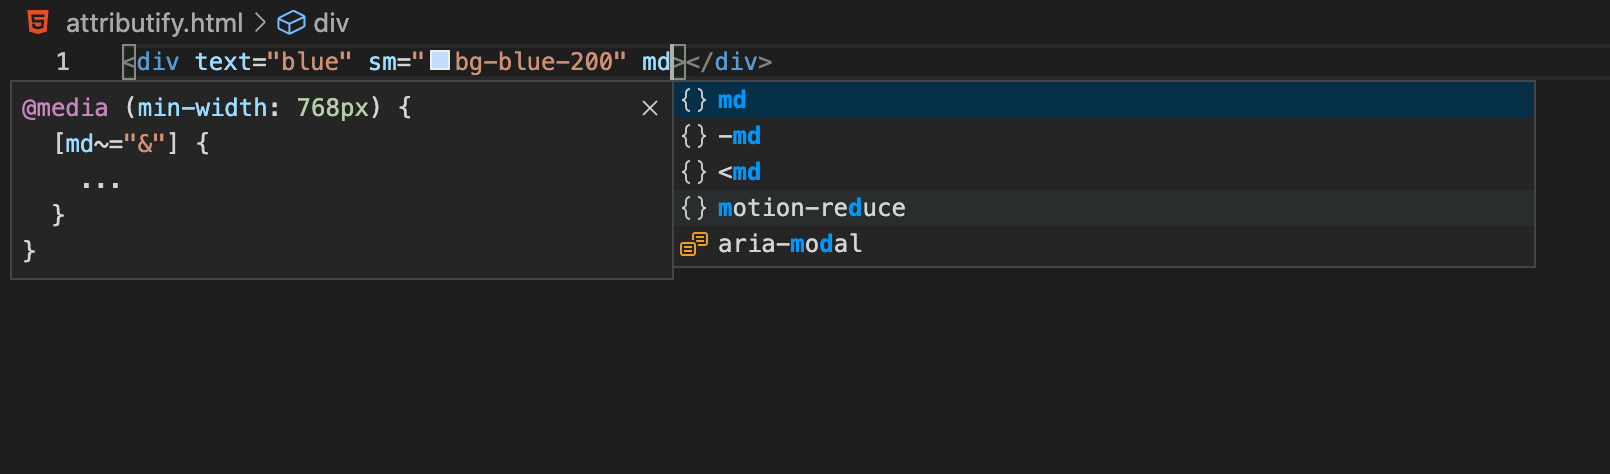 attributify.html > div
1 <div text="blue" sm="bg-blue-200" md></div>
@media (min-width: 768px) {
[md~="&"] {
...
}
}
{} md
{} -md
{} <md
{} motion-reduce
aria-modal